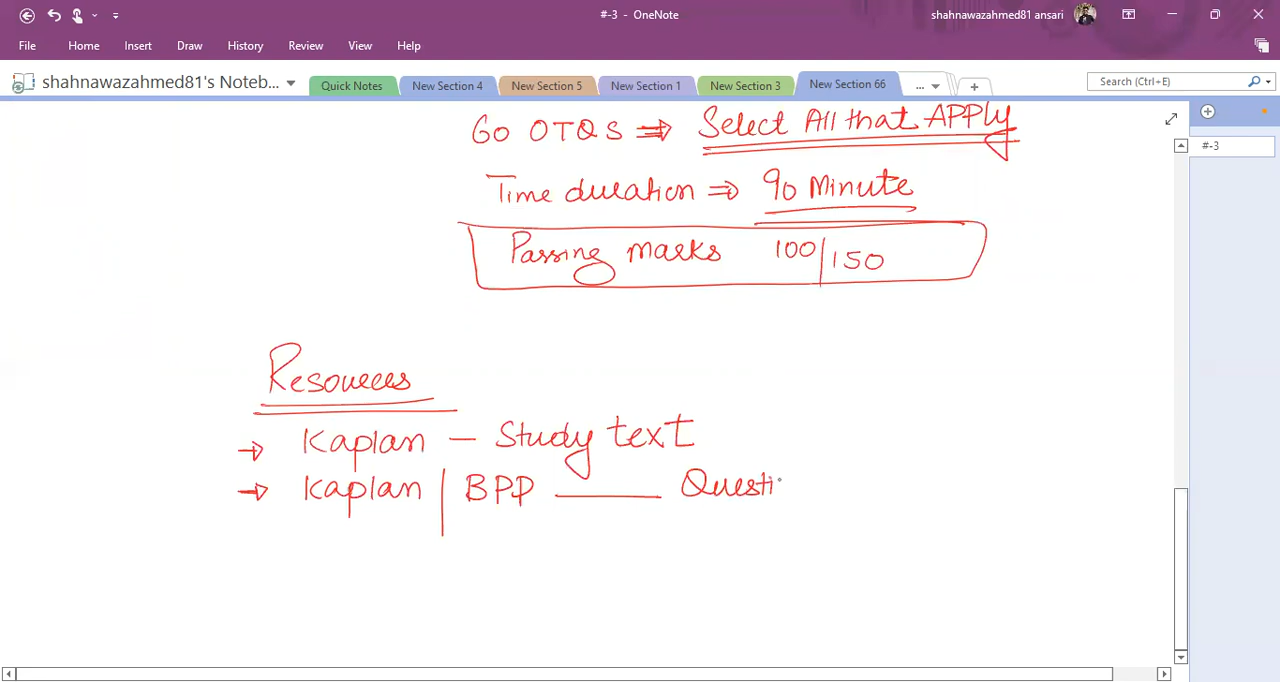 #-3 - OneNote
shahnawazahmed81 ansari
File Home Insert Draw History Review View Help
shahnawazahmed81's Noteb... Quick Notes New Section 4 New Section 5 New Section 1 New Section 3 New Section 66 ... + Search (Ctrl+E)
#-3
60 OTQS ⇒ Select All that APPly
Time duration ⇒ 90 Minute
Passing marks 100/150
Resources
→ Kaplan — Study text
→ Kaplan | BPP — Questi